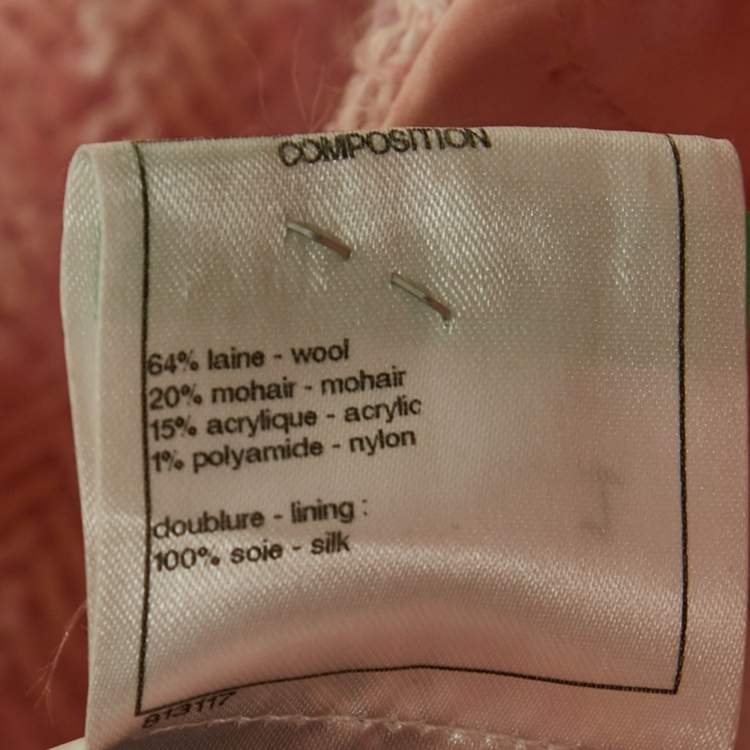 COMPOSITION
64% laine - wool
20% mohair - mohair
15% acrylique - acrylic
1% polyamide - nylon
doublure - lining :
100% soie - silk
813117